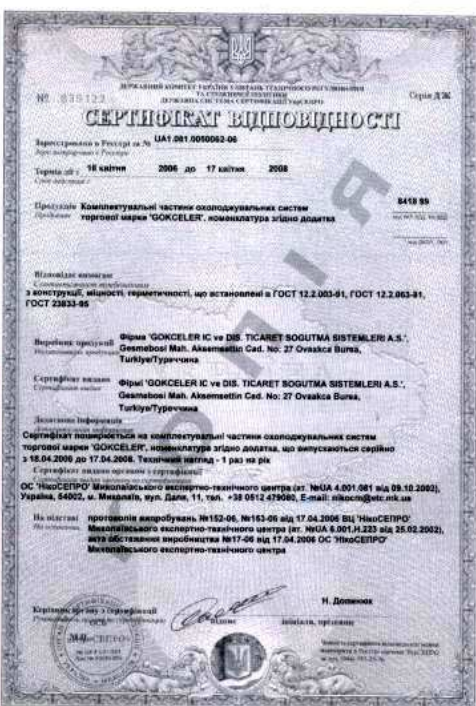 ДЕРЖАВНИЙ КОМІТЕТ УКРАЇНИ З ПИТАНЬ ТЕХНІЧНОГО РЕГУЛЮВАННЯ
ТА СПОЖИВЧОЇ ПОЛІТИКИ
ДЕРЖАВНА СИСТЕМА СЕРТИФІКАЦІЇ УкрСЕПРО
Серія ДЖ
СЕРТИФІКАТ ВІДПОВІДНОСТІ
Зареєстровано в Реєстрі за № UA1.081.0050062-06
Термін дії з 18 квітня 2006 до 17 квітня 2008
Продукція Комплектувальні частини охолоджувальних систем 8418 99
торгової марки 'GOKCELER', номенклатура згідно додатка
КОПІЯ
Відповідає вимогам
з конструкції, міцності, герметичності, що встановлені в ГОСТ 12.2.003-91, ГОСТ 12.2.063-81,
ГОСТ 23833-95
Виробник продукції Фірма 'GOKCELER IC ve DIS. TICARET SOGUTMA SISTEMLERI A.S.',
Gesmebosi Mah. Aksemsettin Cad. No: 27 Ovaakca Bursa,
Turkiye/Туреччина
Сертифікат видано Фірмі 'GOKCELER IC ve DIS. TICARET SOGUTMA SISTEMLERI A.S.',
Gesmebosi Mah. Aksemsettin Cad. No: 27 Ovaakca Bursa,
Turkiye/Туреччина
Додаткова інформація
Сертифікат поширюється на комплектувальні частини охолоджувальних систем
торгової марки 'GOKCELER', номенклатура згідно додатка, що випускаються серійно
з 18.04.2006 до 17.04.2008. Технічний нагляд - 1 раз на рік
Сертифікат видано органом з сертифікації
ОС 'НікоСЕПРО' Миколаївського експертно-технічного центра (ат. №UA 4.001.081 від 09.10.2002),
Україна, 54002, м. Миколаїв, вул. Даля, 11, тел. +38 0512 479080, E-mail: nikocm@etc.mk.ua
На підставі протоколів випробувань №152-06, №153-06 від 17.04.2006 ВЦ 'НікоСЕПРО'
Миколаївського експертно-технічного центра (ат. №UA 6.001.H.223 від 25.02.2002),
акта обстеження виробництва №17-06 від 17.04.2006 ОС 'НікоСЕПРО'
Миколаївського експертно-технічного центра
Керівник органу з сертифікації
Н. Долинюк
підпис
ініціали, прізвище